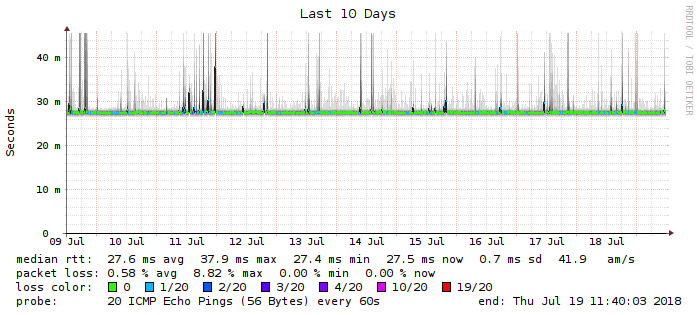 Last 10 Days
RRDTOOL / TOBI OETIKER
Seconds
40 m
30 m
20 m
10 m
0
09 Jul 10 Jul 11 Jul 12 Jul 13 Jul 14 Jul 15 Jul 16 Jul 17 Jul 18 Jul
median rtt: 27.6 ms avg 37.9 ms max 27.4 ms min 27.5 ms now 0.7 ms sd 41.9 am/s
packet loss: 0.58 % avg 8.82 % max 0.00 % min 0.00 % now
loss color: 0 1/20 2/20 3/20 4/20 10/20 19/20
probe: 20 ICMP Echo Pings (56 Bytes) every 60s end: Thu Jul 19 11:40:03 2018